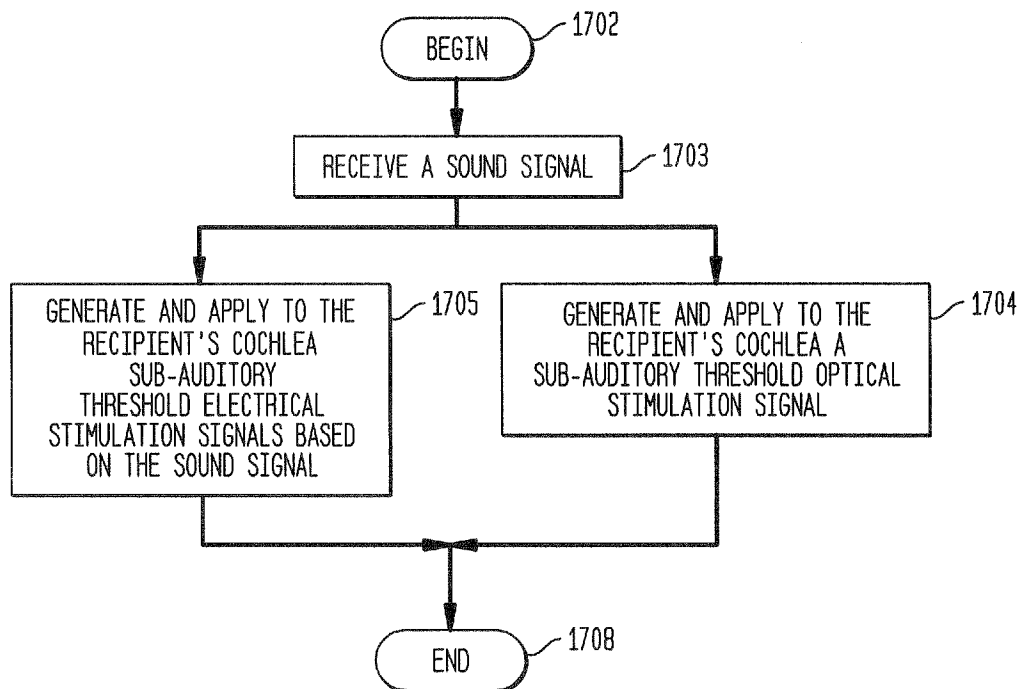 BEGIN
1702
RECEIVE A SOUND SIGNAL
1703
GENERATE AND APPLY TO THE
RECIPIENT'S COCHLEA
SUB-AUDITORY
THRESHOLD ELECTRICAL
STIMULATION SIGNALS BASED
ON THE SOUND SIGNAL
1705
GENERATE AND APPLY TO THE
RECIPIENT'S COCHLEA A
SUB-AUDITORY THRESHOLD OPTICAL
STIMULATION SIGNAL
1704
END
1708